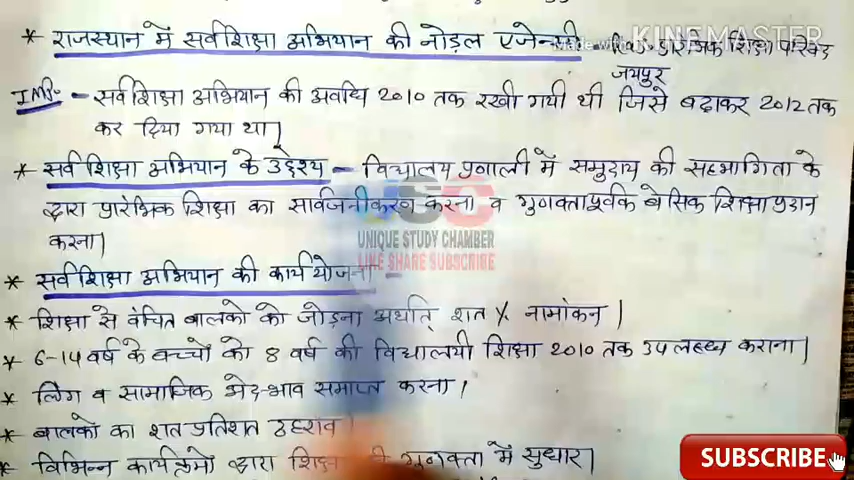 * राजस्थान में सर्वशिक्षा अभियान की नोडल एजेन्सी - राज. प्रारंभिक शिक्षा परिषद
जयपुर
Made with KINEMASTER
IMP. - सर्वशिक्षा अभियान की अवधि 2010 तक रखी गयी थी जिसे बढाकर 2012 तक
कर दिया गया था।
* सर्व शिक्षा अभियान के उद्देश्य - विद्यालय प्रणाली में समुदाय की सहभागिता के
द्वारा प्रारंभिक शिक्षा का सार्वजनीकरण करना व गुणवत्तापूर्वक बेसिक शिक्षा प्रदान
करना।
USC
UNIQUE STUDY CHAMBER
LIKE SHARE SUBSCRIBE
* सर्वशिक्षा अभियान की कार्य योजना -
* शिक्षा से वंचित बालको को जोड़ना अर्थात् शत % नामांकन।
* 6-14 वर्ष के बच्चों को 8 वर्ष की विद्यालयी शिक्षा 2010 तक उपलब्ध कराना।
* लिंग व सामाजिक भेद-भाव समाप्त करना।
* बालको का शत प्रतिशत ठहराव।
* विभिन्न कार्यक्रमो द्वारा शिक्षा की गुणवत्ता में सुधार।
SUBSCRIBE